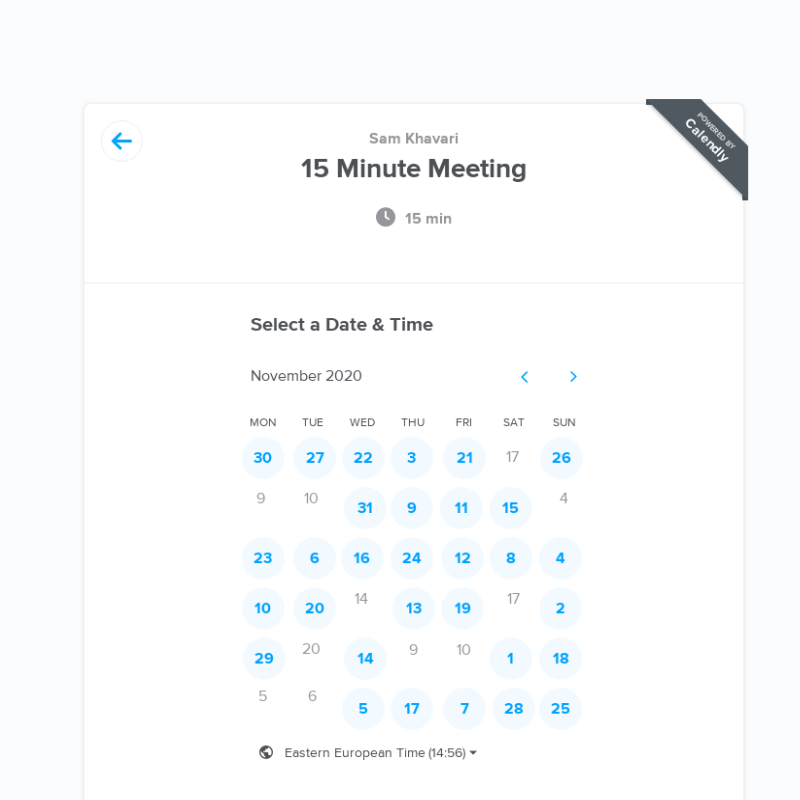 POWERED BY
Calendly
Sam Khavari
15 Minute Meeting
15 min
Select a Date & Time
November 2020
MON TUE WED THU FRI SAT SUN
30 27 22 3 21 17 26
9 10 31 9 11 15 4
23 6 16 24 12 8 4
10 20 14 13 19 17 2
29 20 14 9 10 1 18
5 6 5 17 7 28 25
Eastern European Time (14:56)